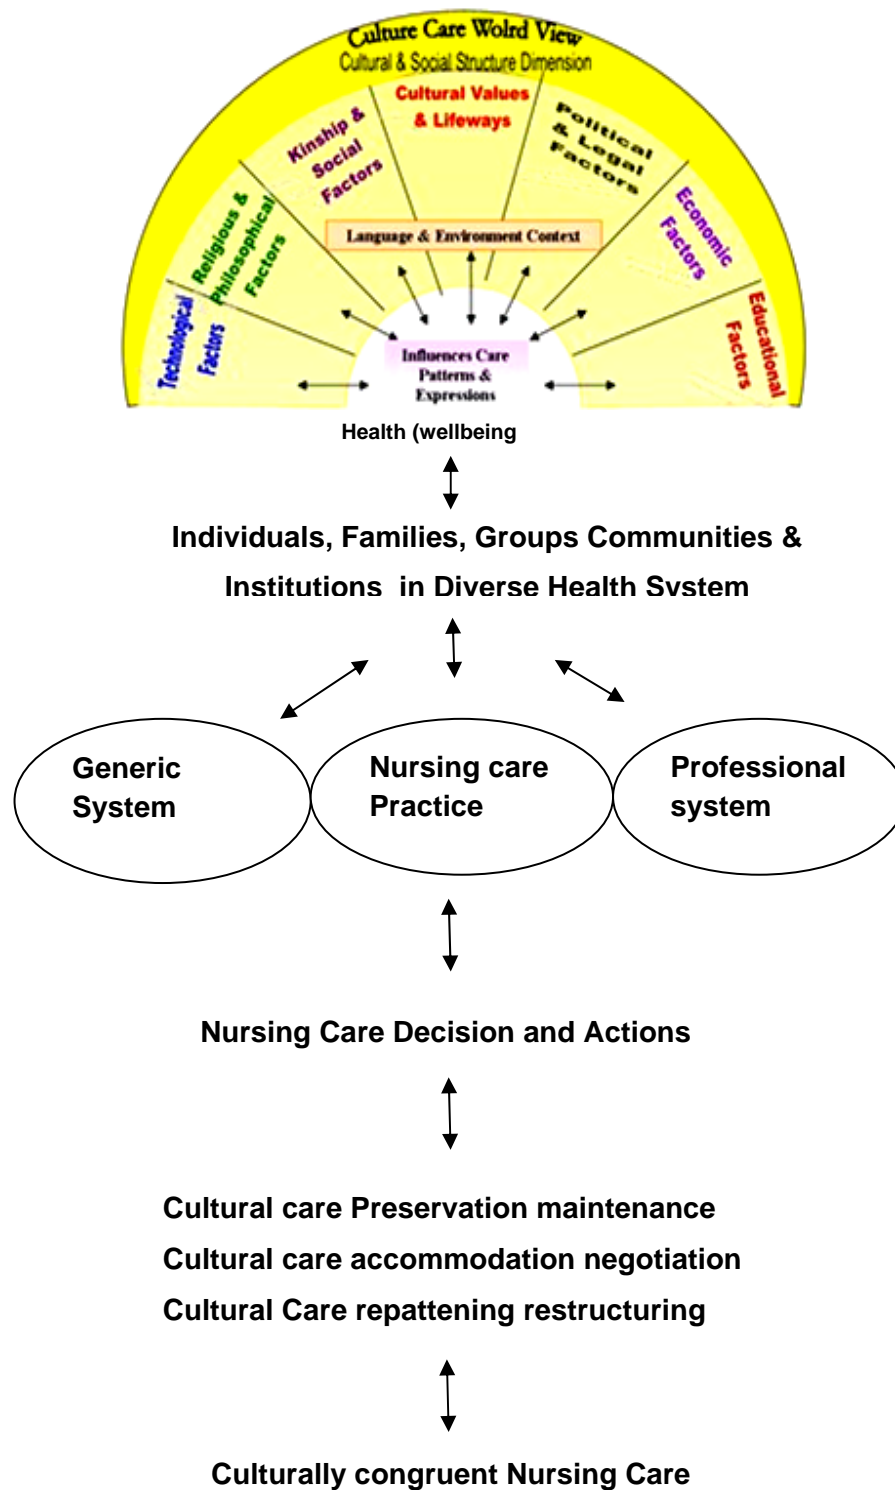 Culture Care Wolrd View
Cultural & Social Structure Dimension
Cultural Values
& Lifeways
Kinship &
Social
Factors
Political
& Legal
Factors
Religious &
Philosophical
Factors
Economic
Factors
Technological
Factors
Educational
Factors
Language & Environment Context
Influences Care
Patterns &
Expressions
Health (wellbeing
Individuals, Families, Groups Communities &
Institutions in Diverse Health System
Generic
System
Nursing care
Practice
Professional
system
Nursing Care Decision and Actions
Cultural care Preservation maintenance
Cultural care accommodation negotiation
Cultural Care repattening restructuring
Culturally congruent Nursing Care